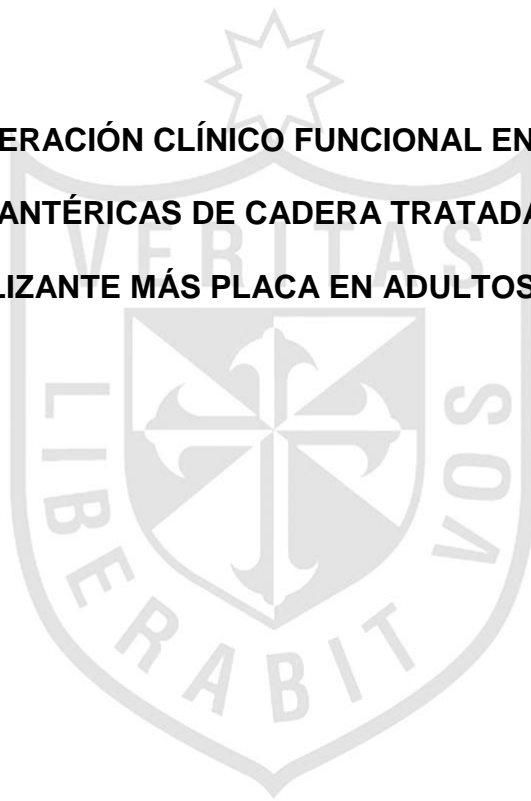 ERACIÓN CLÍNICO FUNCIONAL EN
ANTÉRICAS DE CADERA TRATADA
LIZANTE MÁS PLACA EN ADULTOS
VERITAS
LIBERABIT VOS